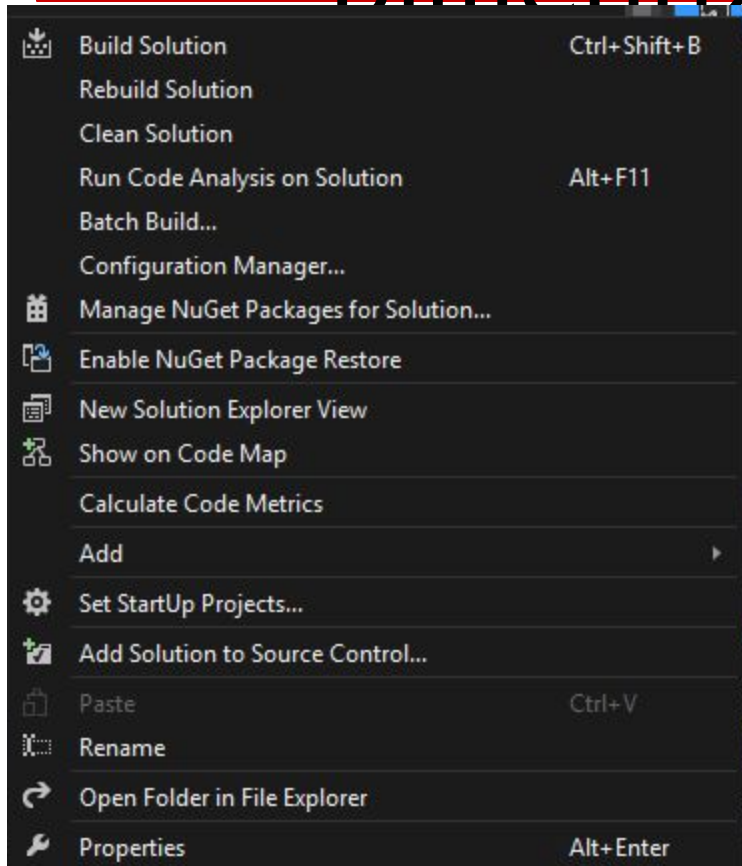 Build Solution Ctrl+Shift+B
Rebuild Solution
Clean Solution
Run Code Analysis on Solution Alt+F11
Batch Build...
Configuration Manager...
Manage NuGet Packages for Solution...
Enable NuGet Package Restore
New Solution Explorer View
Show on Code Map
Calculate Code Metrics
Add
Set StartUp Projects...
Add Solution to Source Control...
Paste Ctrl+V
Rename
Open Folder in File Explorer
Properties Alt+Enter